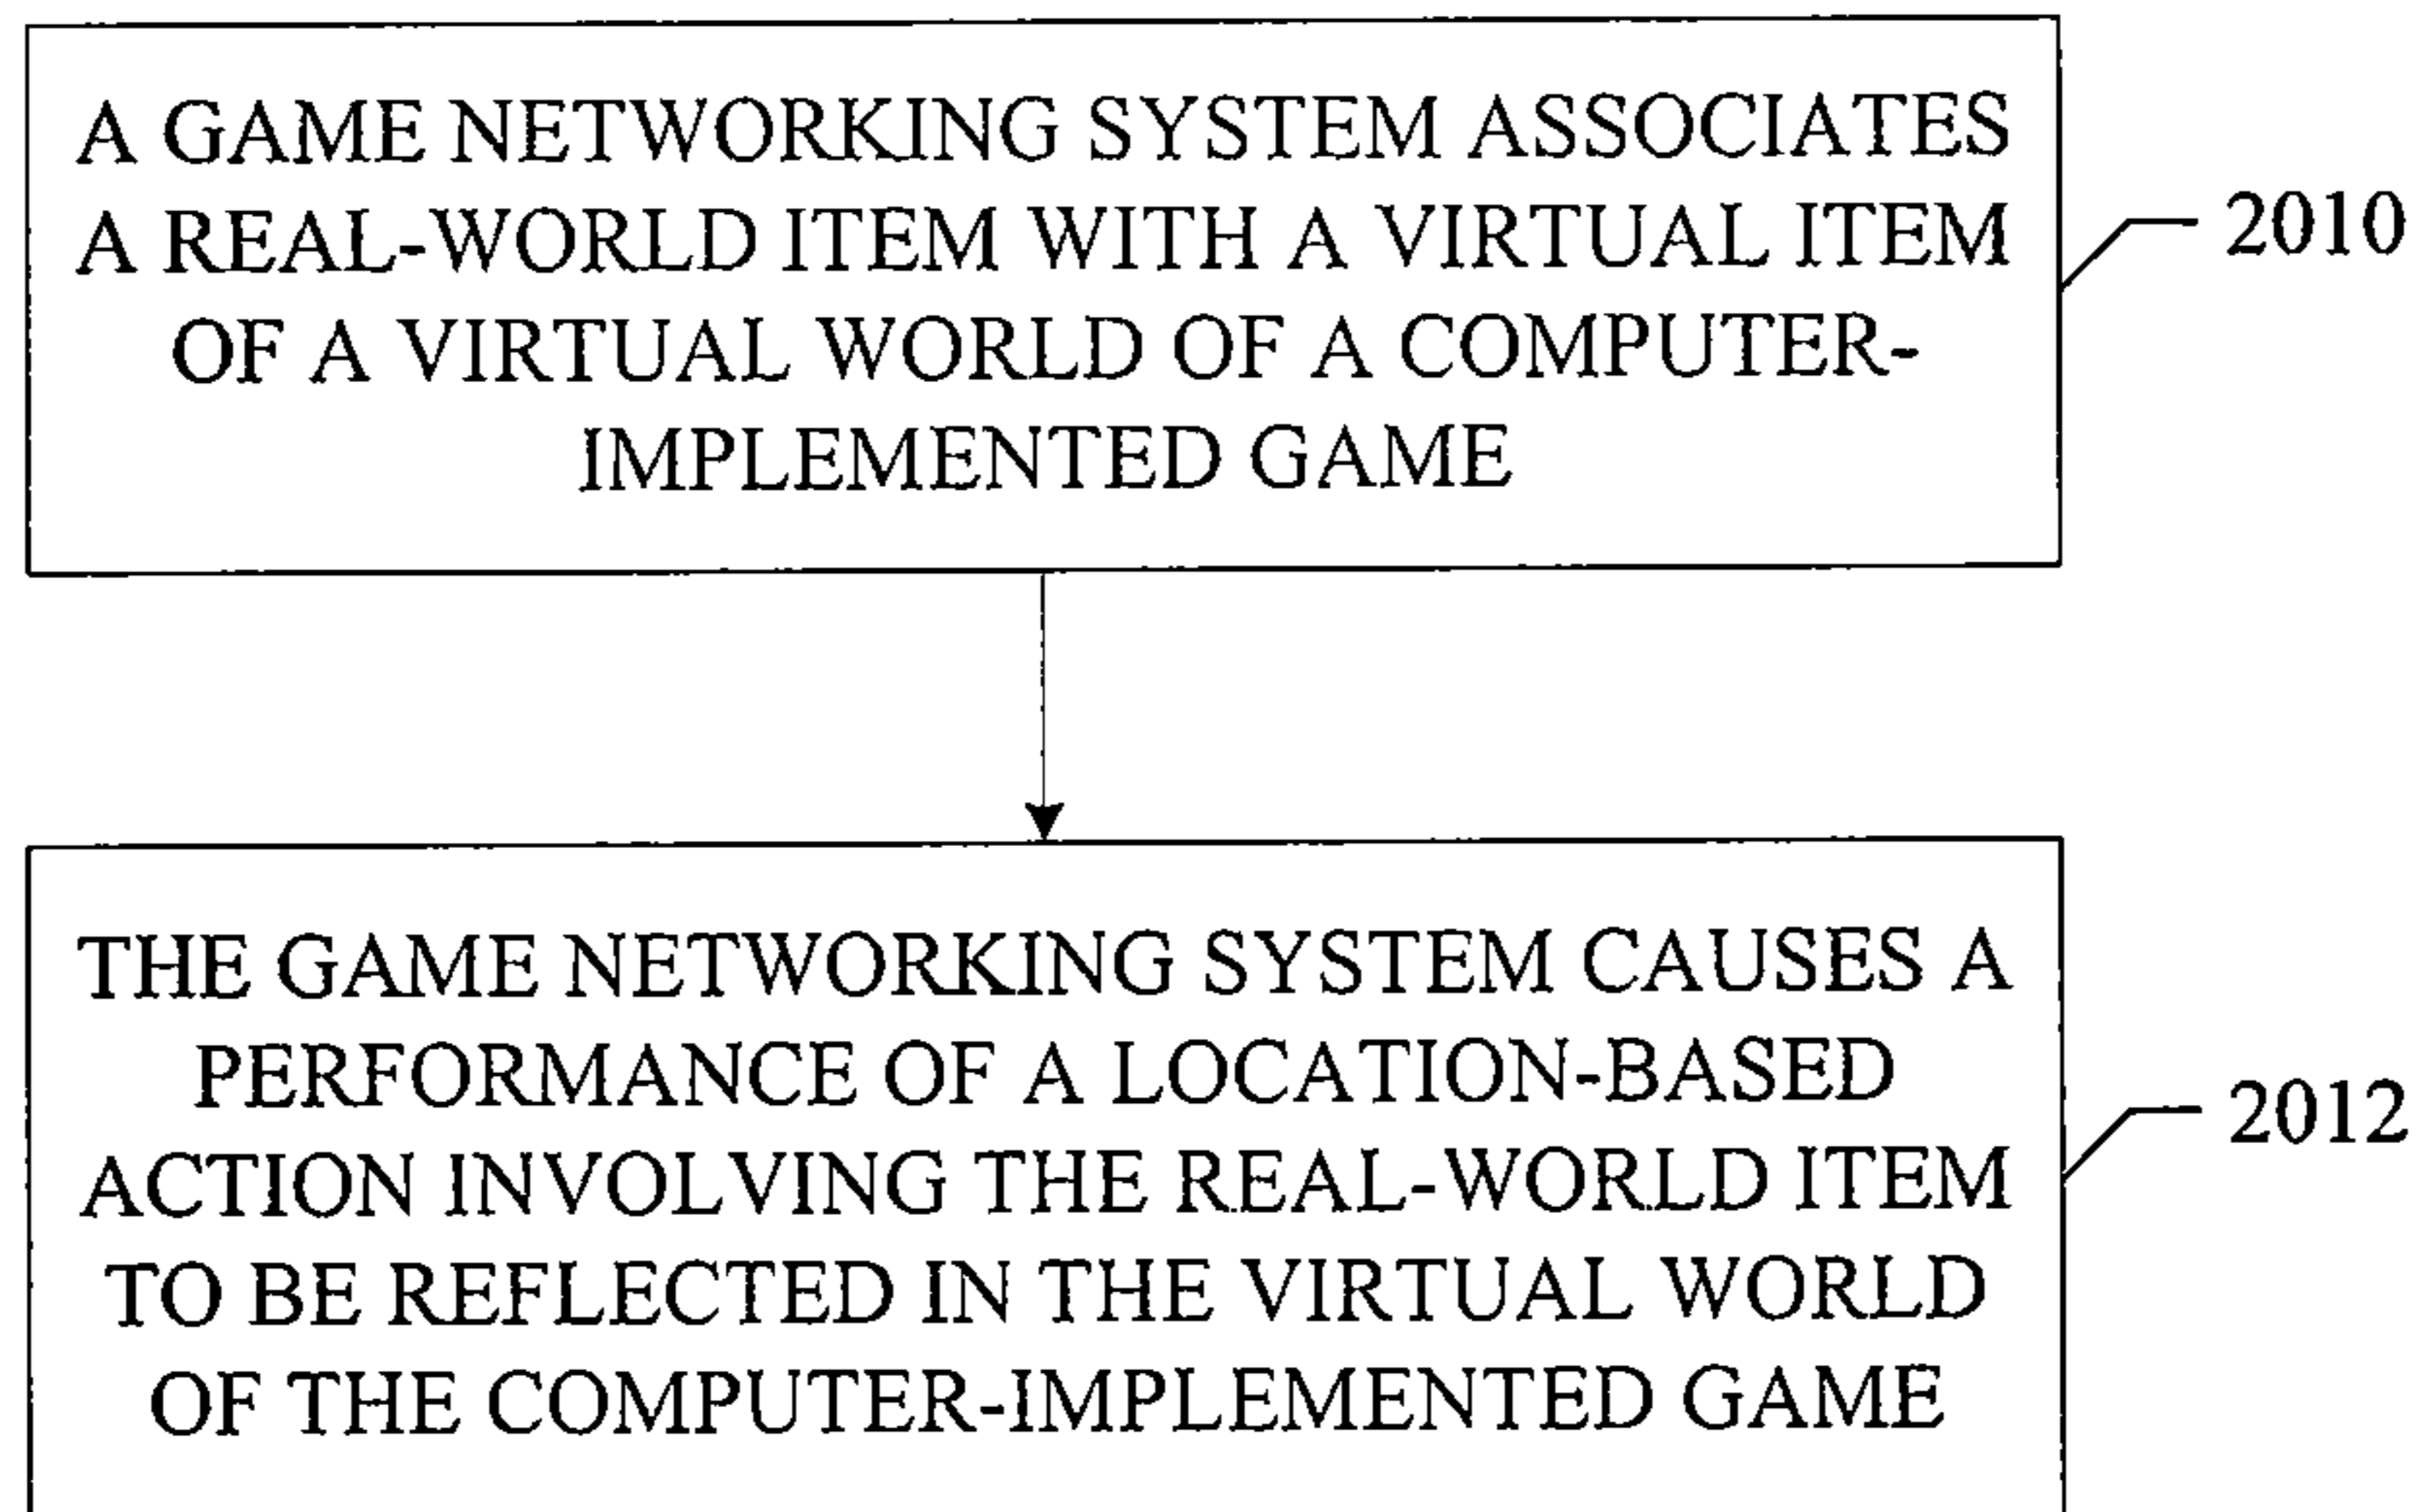 A GAME NETWORKING SYSTEM ASSOCIATES
A REAL-WORLD ITEM WITH A VIRTUAL ITEM
OF A VIRTUAL WORLD OF A COMPUTER-
IMPLEMENTED GAME
2010
THE GAME NETWORKING SYSTEM CAUSES A
PERFORMANCE OF A LOCATION-BASED
ACTION INVOLVING THE REAL-WORLD ITEM
TO BE REFLECTED IN THE VIRTUAL WORLD
OF THE COMPUTER-IMPLEMENTED GAME
2012